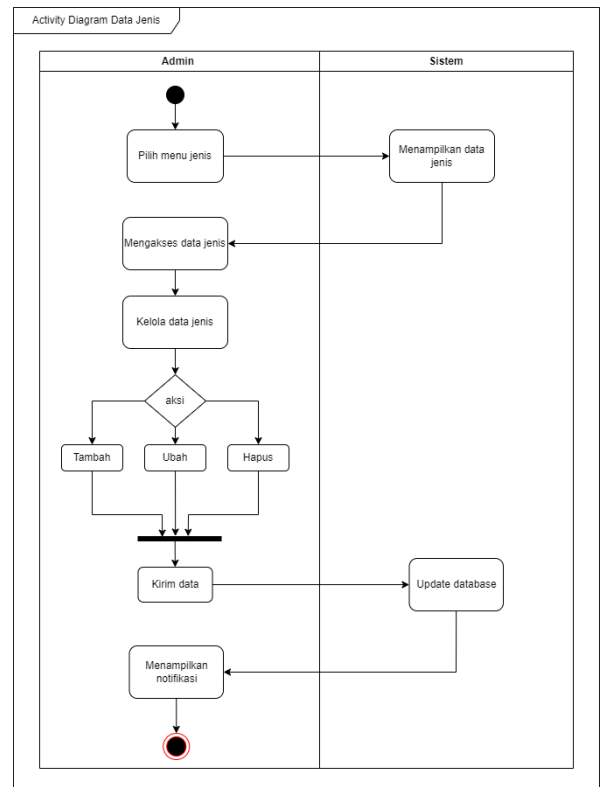 Activity Diagram Data Jenis
Admin
Sistem
Pilih menu jenis
Menampilkan data
jenis
Mengakses data jenis
Kelola data jenis
aksi
Tambah
Ubah
Hapus
Kirim data
Update database
Menampilkan
notifikasi